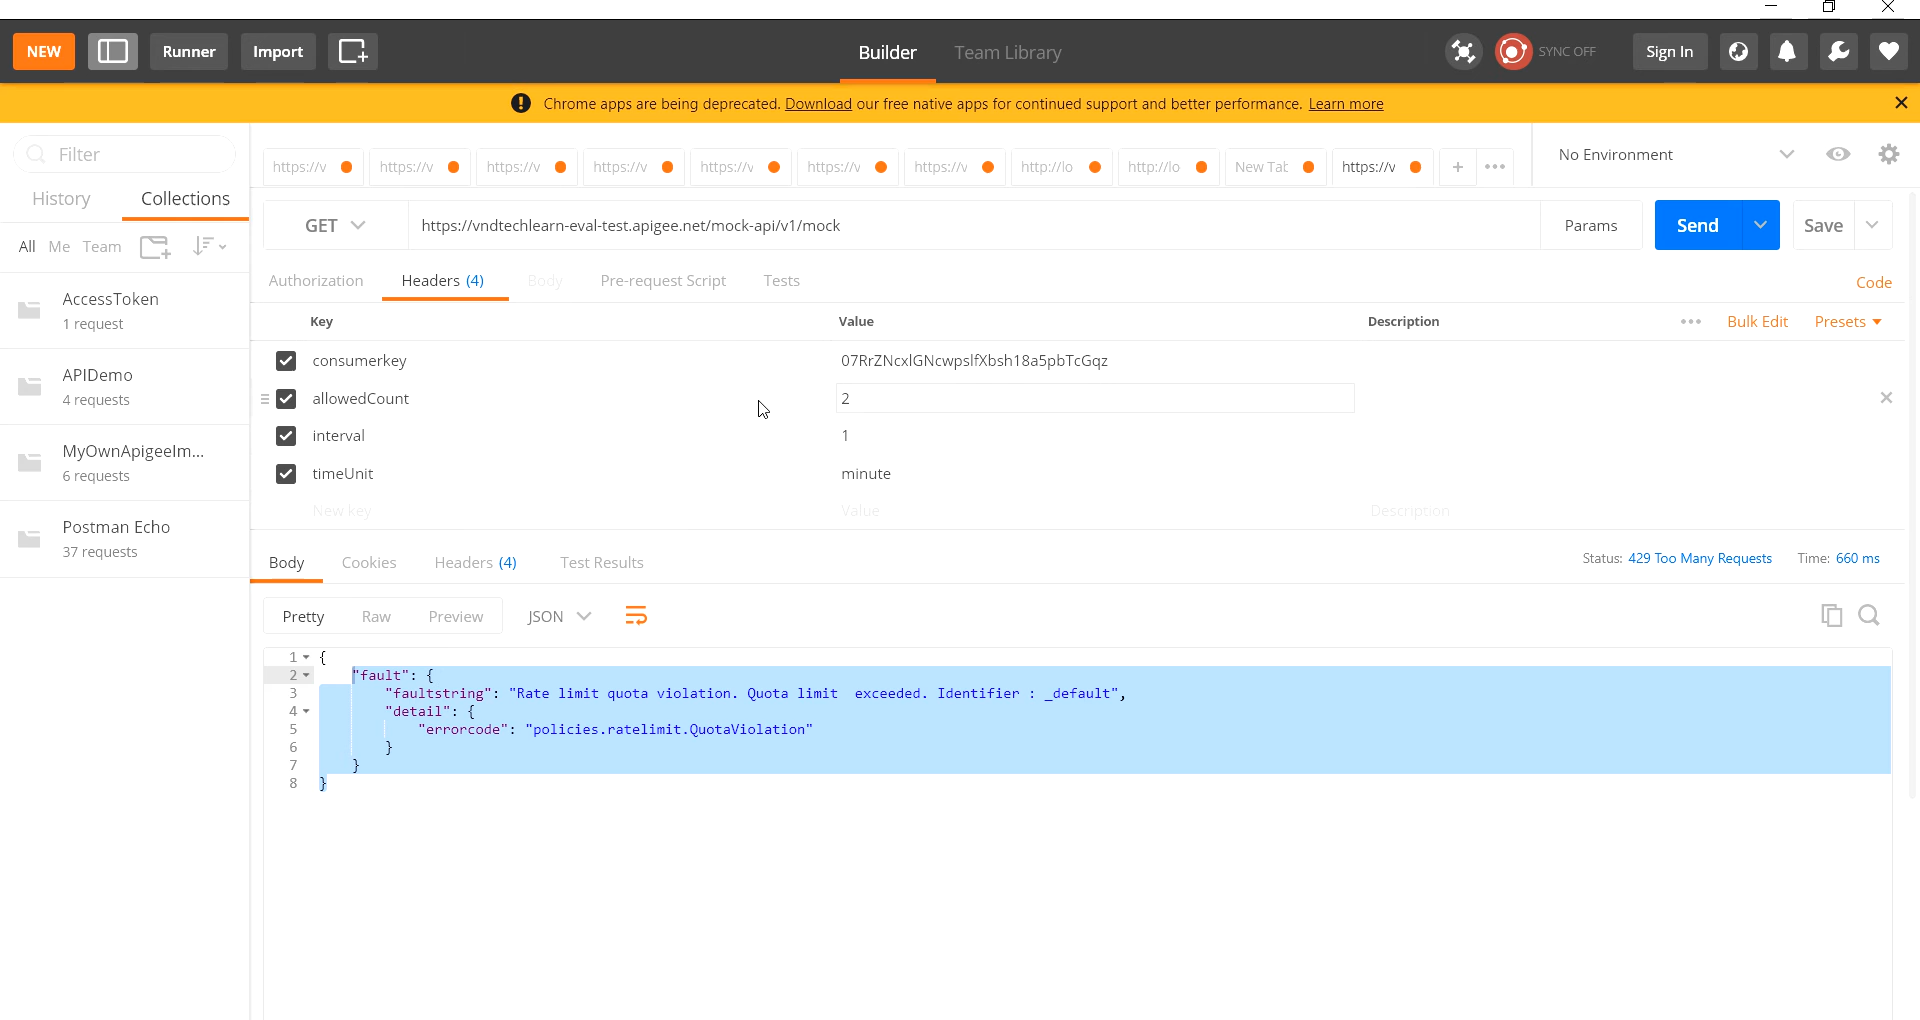 NEW Runner Import Builder Team Library SYNC OFF Sign In
Chrome apps are being deprecated. Download our free native apps for continued support and better performance. Learn more
Filter
History Collections
All Me Team
AccessToken
1 request
APIDemo
4 requests
MyOwnApigeeIm...
6 requests
Postman Echo
37 requests
https://v https://v https://v https://v https://v https://v https://v http://lo http://lo New Tab https://v + No Environment
GET https://vndtechlearn-eval-test.apigee.net/mock-api/v1/mock Params Send Save
Authorization Headers (4) Body Pre-request Script Tests Code
Key Value Description Bulk Edit Presets
consumerkey 07RrZNcxlGNcwpslfXbsh18a5pbTcGqz
allowedCount 2
interval 1
timeUnit minute
New key Value Description
Body Cookies Headers (4) Test Results Status: 429 Too Many Requests Time: 660 ms
Pretty Raw Preview JSON
1 {
2 "fault": {
3 "faultstring": "Rate limit quota violation. Quota limit  exceeded. Identifier : _default",
4 "detail": {
5 "errorcode": "policies.ratelimit.QuotaViolation"
6 }
7 }
8 }